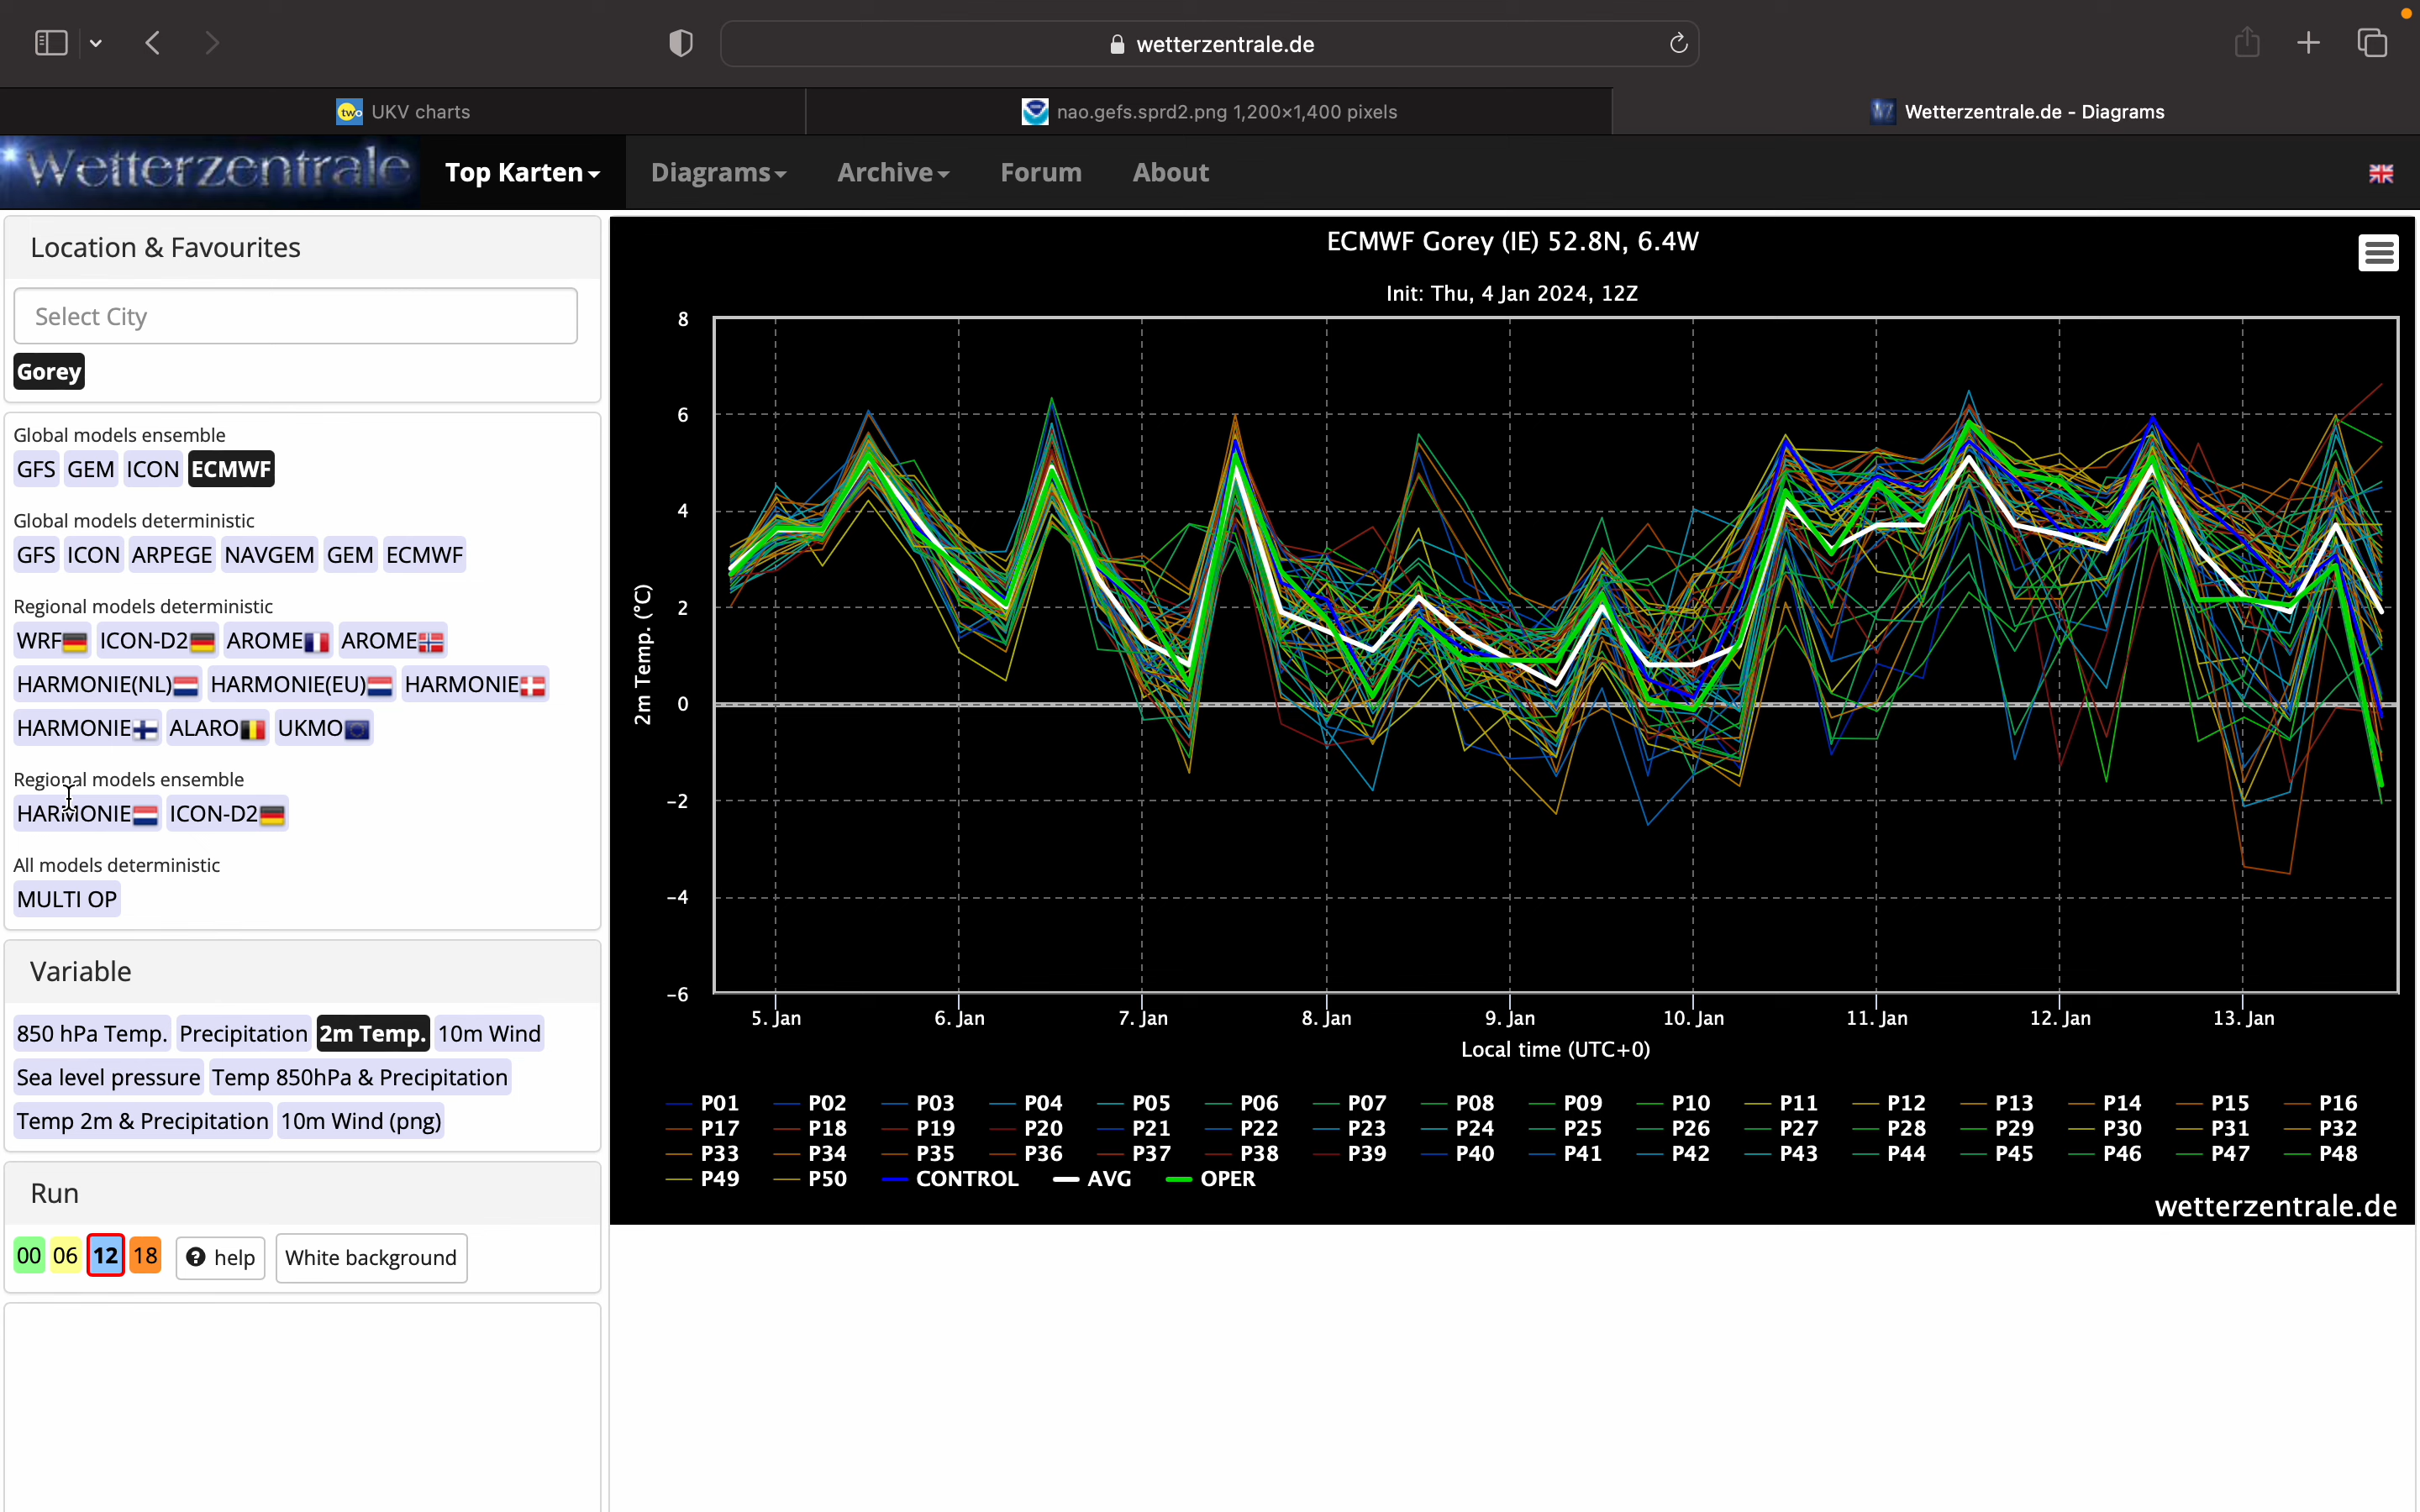 wetterzentrale.de
UKV charts
nao.gefs.sprd2.png 1,200×1,400 pixels
Wetterzentrale.de - Diagrams
Wetterzentrale
Top Karten
Diagrams
Archive
Forum
About
Location & Favourites
Select City
Gorey
Global models ensemble
GFS GEM ICON ECMWF
Global models deterministic
GFS ICON ARPEGE NAVGEM GEM ECMWF
Regional models deterministic
WRF ICON-D2 AROME AROME
HARMONIE(NL) HARMONIE(EU) HARMONIE
HARMONIE ALARO UKMO
Regional models ensemble
HARMONIE ICON-D2
All models deterministic
MULTI OP
Variable
850 hPa Temp. Precipitation 2m Temp. 10m Wind
Sea level pressure Temp 850hPa & Precipitation
Temp 2m & Precipitation 10m Wind (png)
Run
00 06 12 18 help White background
ECMWF Gorey (IE) 52.8N, 6.4W
Init: Thu, 4 Jan 2024, 12Z
2m Temp. (°C)
8
6
4
2
0
-2
-4
-6
5. Jan 6. Jan 7. Jan 8. Jan 9. Jan 10. Jan 11. Jan 12. Jan 13. Jan
Local time (UTC+0)
P01 P02 P03 P04 P05 P06 P07 P08 P09 P10 P11 P12 P13 P14 P15 P16
P17 P18 P19 P20 P21 P22 P23 P24 P25 P26 P27 P28 P29 P30 P31 P32
P33 P34 P35 P36 P37 P38 P39 P40 P41 P42 P43 P44 P45 P46 P47 P48
P49 P50 CONTROL AVG OPER
wetterzentrale.de